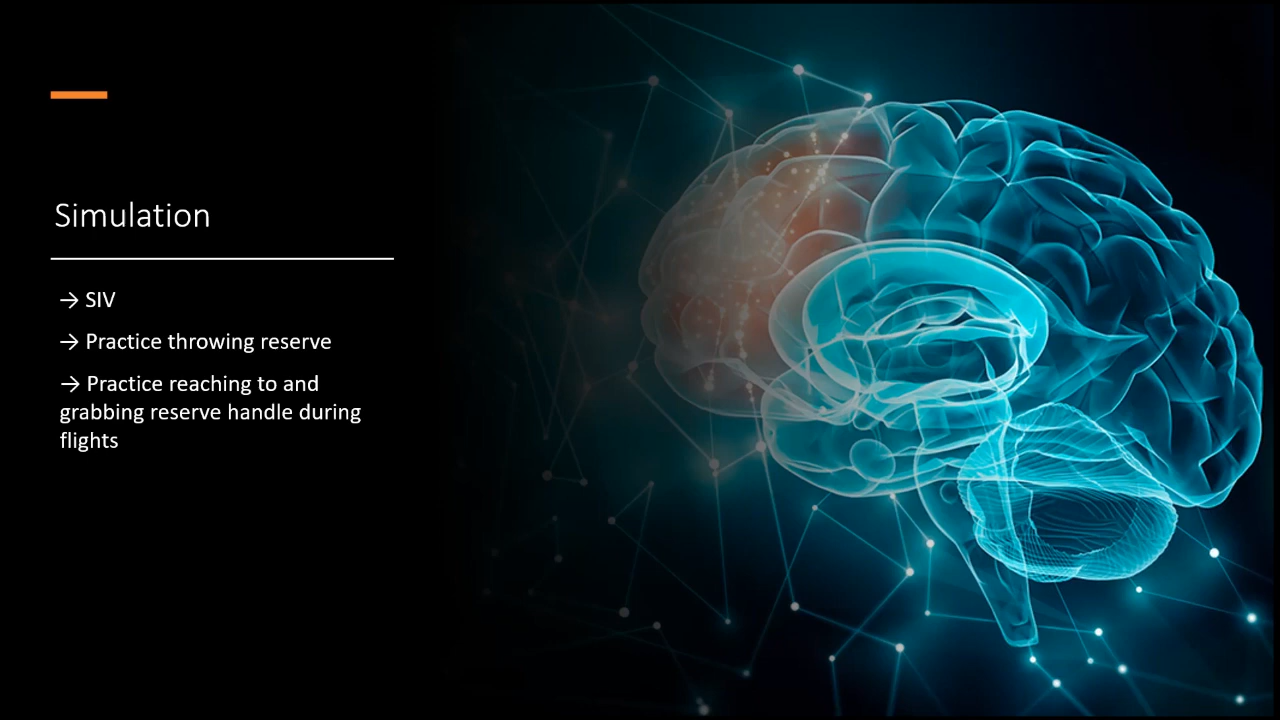 Simulation
→ SIV
→ Practice throwing reserve
→ Practice reaching to and
grabbing reserve handle during
flights